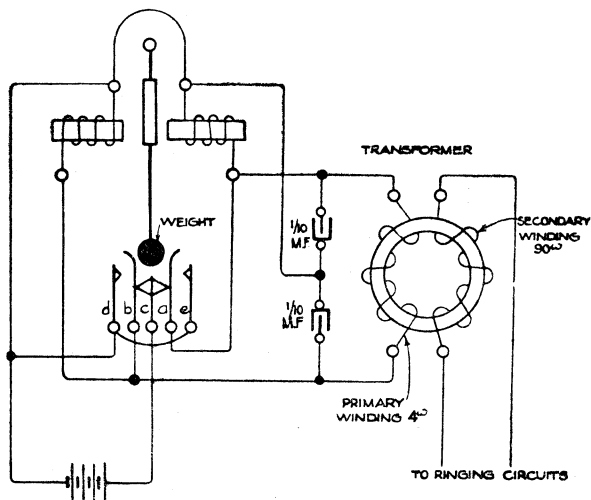 TRANSFORMER
WEIGHT
SECONDARY
WINDING
90ω
1/10
M.F
1/10
M.F
d b c a e
PRIMARY
WINDING 4ω
TO RINGING CIRCUITS